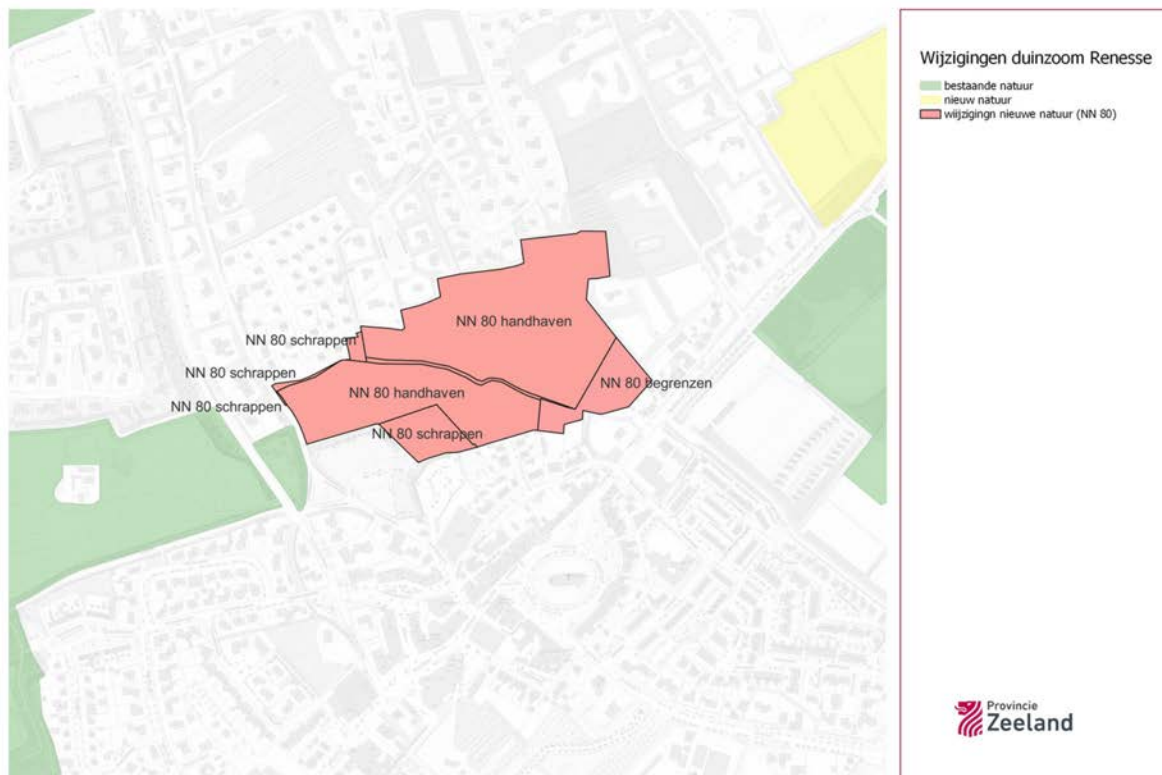 Wijzigingen duinzoom Renesse
bestaande natuur
nieuw natuur
wiijzigingn nieuwe natuur (NN 80)
NN 80 handhaven
NN 80 schrappen
NN 80 schrappen
NN 80 begrenzen
NN 80 handhaven
NN 80 schrappen
NN 80 schrappen
Provincie
Zeeland